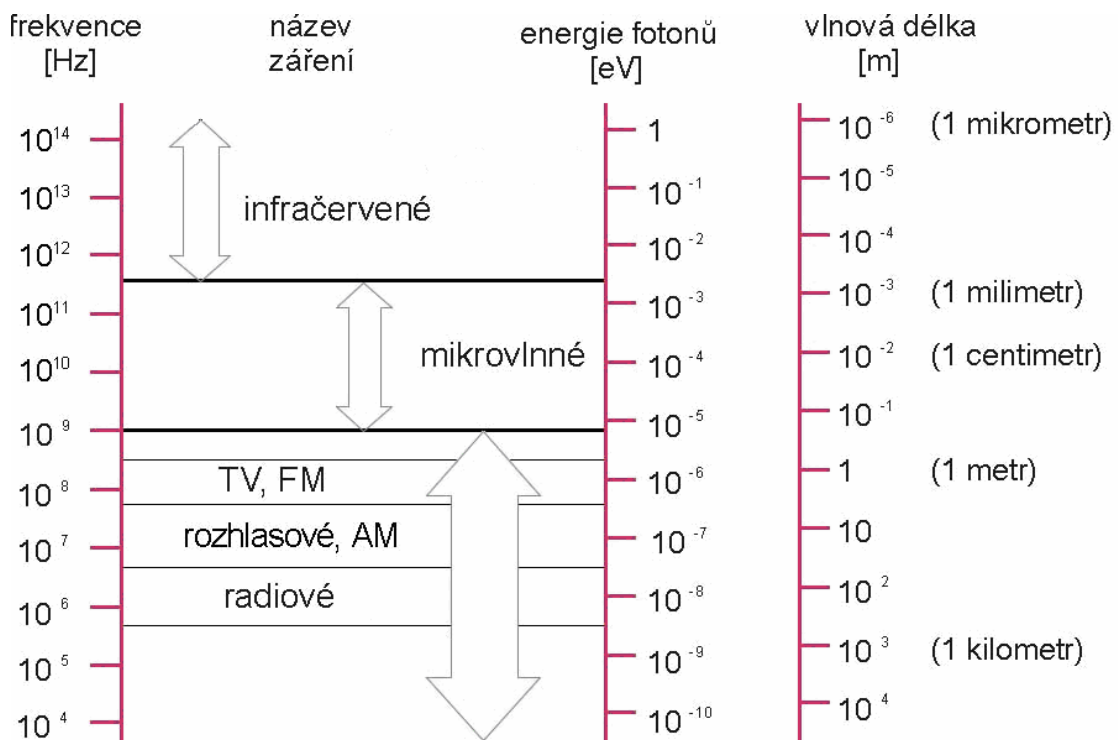 frekvence
[Hz]
název
záření
energie fotonů
[eV]
vlnová délka
[m]
10¹⁴
1
10⁻⁶ (1 mikrometr)
10¹³
infračervené
10⁻¹
10⁻⁵
10¹²
10⁻²
10⁻⁴
10¹¹
10⁻³
10⁻³ (1 milimetr)
10¹⁰
mikrovlnné
10⁻⁴
10⁻² (1 centimetr)
10⁹
10⁻⁵
10⁻¹
10⁸
TV, FM
10⁻⁶
1 (1 metr)
10⁷
rozhlasové, AM
10⁻⁷
10
10⁶
radiové
10⁻⁸
10²
10⁵
10⁻⁹
10³ (1 kilometr)
10⁴
10⁻¹⁰
10⁴